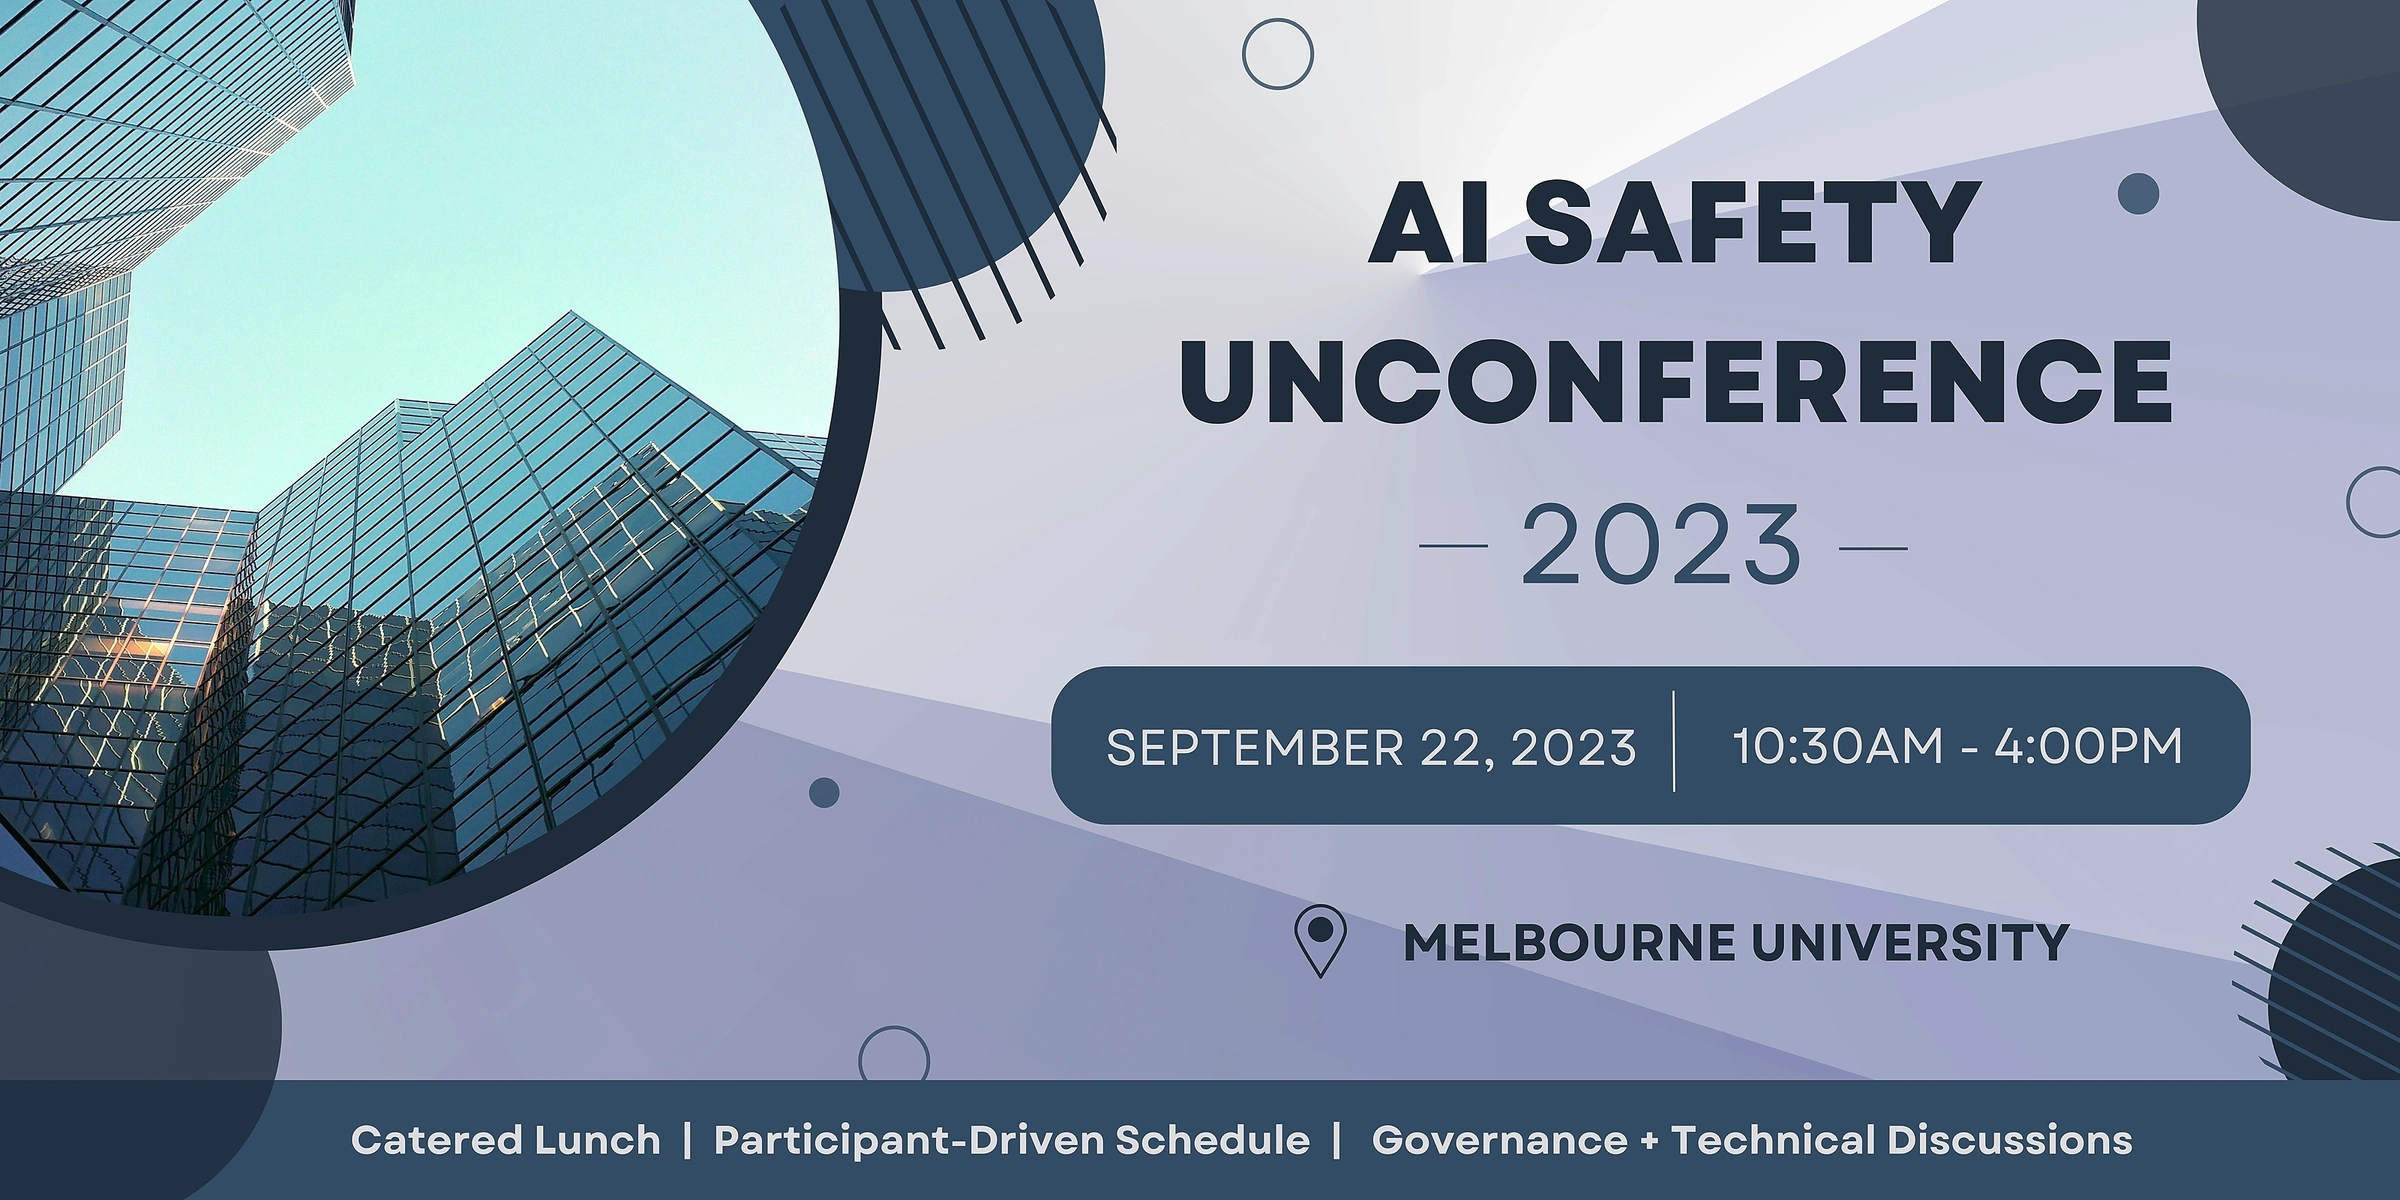 AI SAFETY
UNCONFERENCE
— 2023 —
SEPTEMBER 22, 2023 | 10:30AM - 4:00PM
MELBOURNE UNIVERSITY
Catered Lunch | Participant-Driven Schedule | Governance + Technical Discussions